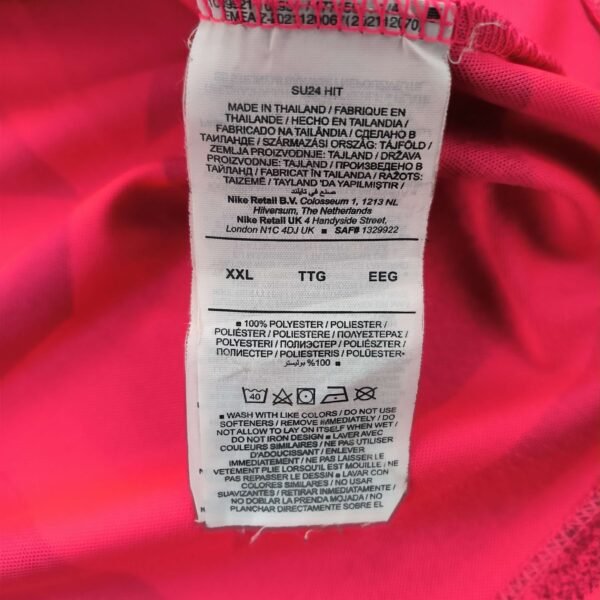 SU24 HIT
MADE IN THAILAND / FABRIQUE EN
THAILANDE / HECHO EN TAILANDIA /
FABRICADO NA TAILÂNDIA / СДЕЛАНО В
ТАИЛАНДЕ / SZÁRMAZÁSI ORSZÁG: TÁJFÖLD /
ZEMLJA PROIZVODNJE: TAJLAND / DRŽAVA
PROIZVODNJE: TAJLAND / ПРОИЗВЕДЕНО В
ТАЙЛАНД / FABRICAT ÎN TAILANDA / RAŽOTS:
TAIZEMĒ / TAYLAND 'DA YAPILMIŞTIR /
صنع في تايلند
Nike Retail B.V. Colosseum 1, 1213 NL
Hilversum, The Netherlands
Nike Retail UK 4 Handyside Street,
London N1C 4DJ UK ■ SAF# 1329922
XXL TTG EEG
■ 100% POLYESTER / POLIESTER /
POLIÉSTER / POLIESTERE / ΠΟΛΥΕΣΤΕΡΑΣ /
POLYESTERI / ПОЛИЭСТЕР / POLIÉSZTER /
ПОЛИЕСТЕР / POLIESTERIS / POLÜESTER
%100 بوليستر ■
40
■ WASH WITH LIKE COLORS / DO NOT USE
SOFTENERS / REMOVE IMMEDIATELY / DO
NOT ALLOW TO LAY ON ITSELF WHEN WET /
DO NOT IRON DESIGN ■ LAVER AVEC
COULEURS SIMILAIRES / NE PAS UTILISER
D'ADOUCISSANT / ENLEVER
IMMÉDIATEMENT / NE PAS LAISSER LE
VETEMENT PLIE LORSQU'IL EST MOUILLE / NE
PAS REPASSER LE DESSIN ■ LAVAR CON
COLORES SIMILARES / NO USAR
SUAVIZANTES / RETIRAR INMEDIATAMENTE /
NO DOBLAR LA PRENDA MOJADA / NO
PLANCHAR DIRECTAMENTE SOBRE EL